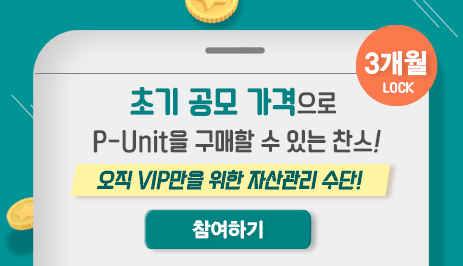 3개월
LOCK
초기 공모 가격으로
P-Unit을 구매할 수 있는 찬스!
오직 VIP만을 위한 자산관리 수단!
참여하기